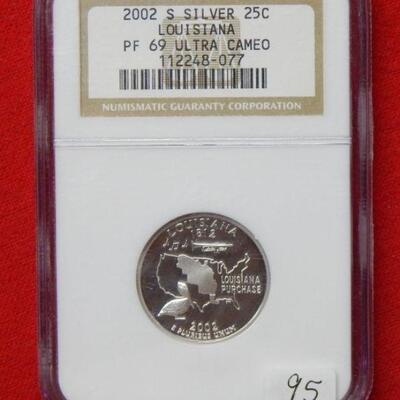 2002 S SILVER 25C
LOUISIANA
PF 69 ULTRA CAMEO
112248-077
NUMISMATIC GUARANTY CORPORATION
LOUISIANA
1812
LOUISIANA
PURCHASE
2002
E PLURIBUS UNUM
95